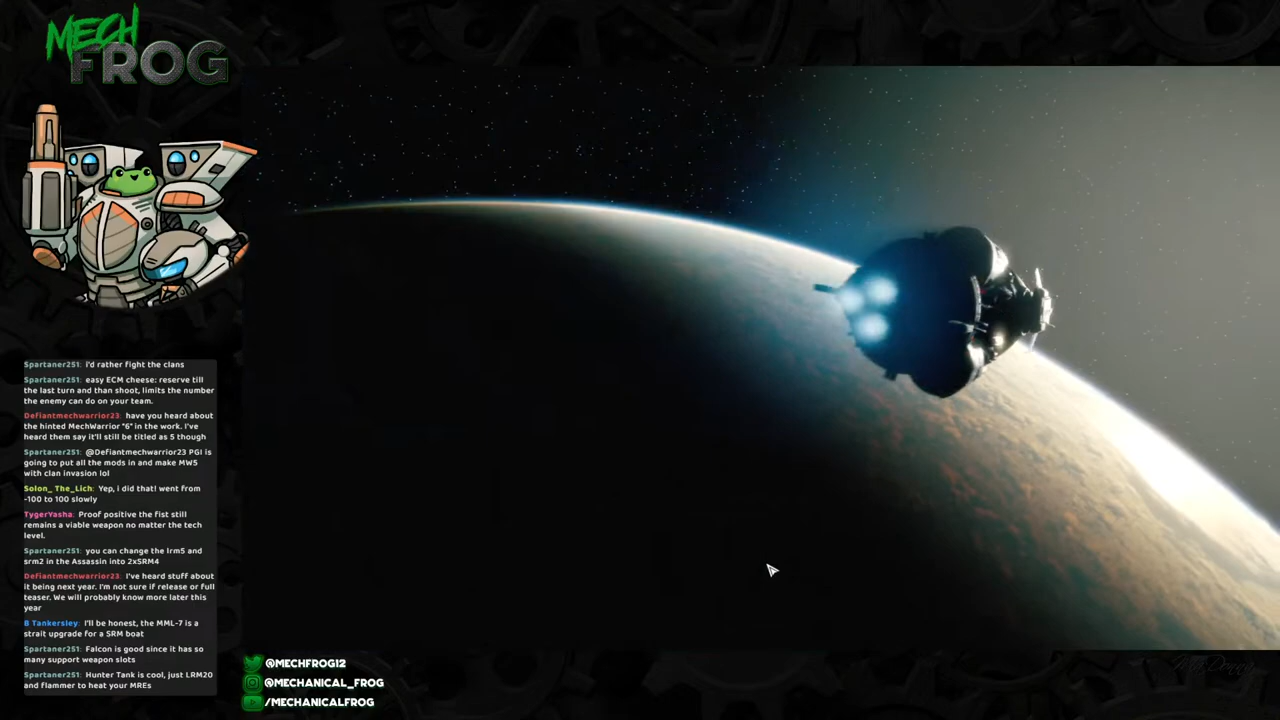 MECH
FROG
Spartaner251: i'd rather fight the clans
Spartaner251: easy ECM cheese: reserve till
the last turn and than shoot, limits the number
the enemy can do on your team.
Defiantmechwarrior23: have you heard about
the hinted MechWarrior "6" in the work. I've
heard them say it'll still be titled as 5 though
Spartaner251: @Defiantmechwarrior23 PGI is
going to put all the mods in and make MW5
with clan invasion lol
Solon_The_Lich: Yep, i did that! went from
-100 to 100 slowly
TygerYasha: Proof positive the fist still
remains a viable weapon no matter the tech
level.
Spartaner251: you can change the lrm5 and
srm2 in the Assassin into 2xSRM4
Defiantmechwarrior23: I've heard stuff about
it being next year. I'm not sure if release or full
teaser. We will probably know more later this
year
B Tankersley: I'll be honest, the MML-7 is a
strait upgrade for a SRM boat
Spartaner251: Falcon is good since it has so
many support weapon slots
Spartaner251: Hunter Tank is cool, just LRM20
and flammer to heat your MREs
@MECHFROG12
@MECHANICAL_FROG
/MECHANICALFROG